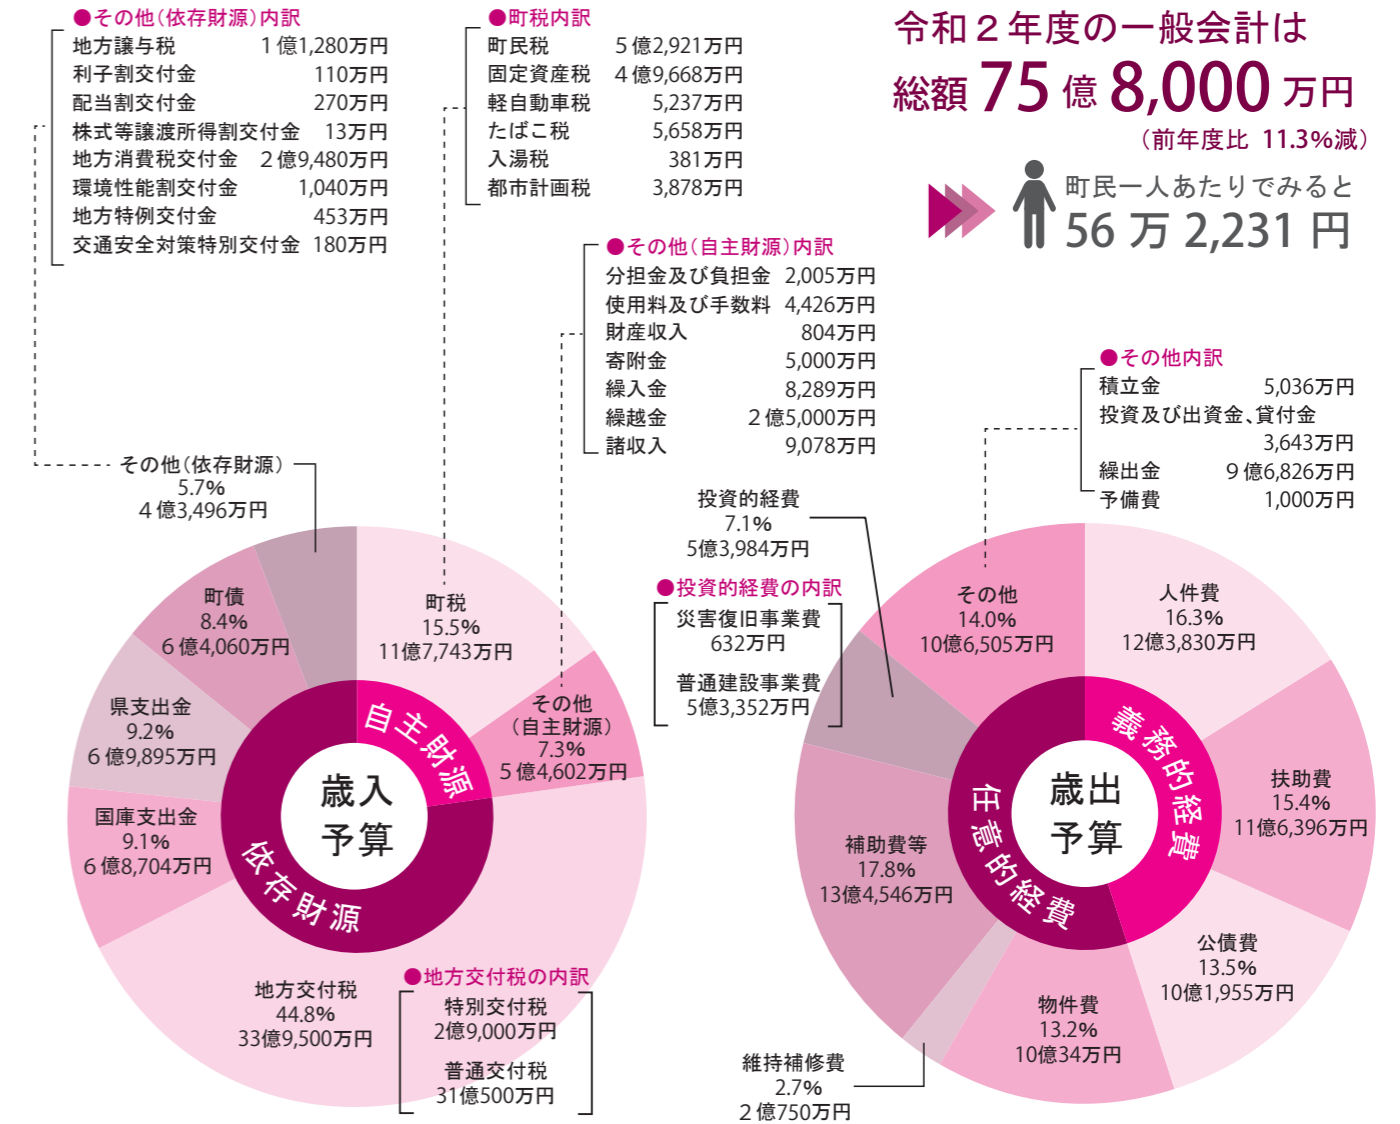 令和２年度の一般会計は
総額 75 億 8,000 万円
（前年度比 11.3％減）
町民一人あたりでみると
56 万 2,231 円
●その他（依存財源）内訳
地方譲与税 １億1,280万円
利子割交付金 110万円
配当割交付金 270万円
株式等譲渡所得割交付金 13万円
地方消費税交付金 ２億9,480万円
環境性能割交付金 1,040万円
地方特例交付金 453万円
交通安全対策特別交付金 180万円
●町税内訳
町民税 ５億2,921万円
固定資産税 ４億9,668万円
軽自動車税 5,237万円
たばこ税 5,658万円
入湯税 381万円
都市計画税 3,878万円
●その他（自主財源）内訳
分担金及び負担金 2,005万円
使用料及び手数料 4,426万円
財産収入 804万円
寄附金 5,000万円
繰入金 8,289万円
繰越金 ２億5,000万円
諸収入 9,078万円
その他（依存財源）
5.7%
４億3,496万円
町債
8.4%
６億4,060万円
県支出金
9.2%
６億9,895万円
国庫支出金
9.1%
６億8,704万円
地方交付税
44.8%
33億9,500万円
町税
15.5%
11億7,743万円
その他
（自主財源）
7.3%
５億4,602万円
自主財源
依存財源
歳入
予算
●地方交付税の内訳
特別交付税
2億9,000万円
普通交付税
31億500万円
●その他内訳
積立金 5,036万円
投資及び出資金、貸付金
3,643万円
繰出金 ９億6,826万円
予備費 1,000万円
投資的経費
7.1%
5億3,984万円
●投資的経費の内訳
災害復旧事業費
632万円
普通建設事業費
5億3,352万円
その他
14.0%
10億6,505万円
人件費
16.3%
12億3,830万円
扶助費
15.4%
11億6,396万円
公債費
13.5%
10億1,955万円
物件費
13.2%
10億34万円
維持補修費
2.7%
２億750万円
補助費等
17.8%
13億4,546万円
義務的経費
任意的経費
歳出
予算